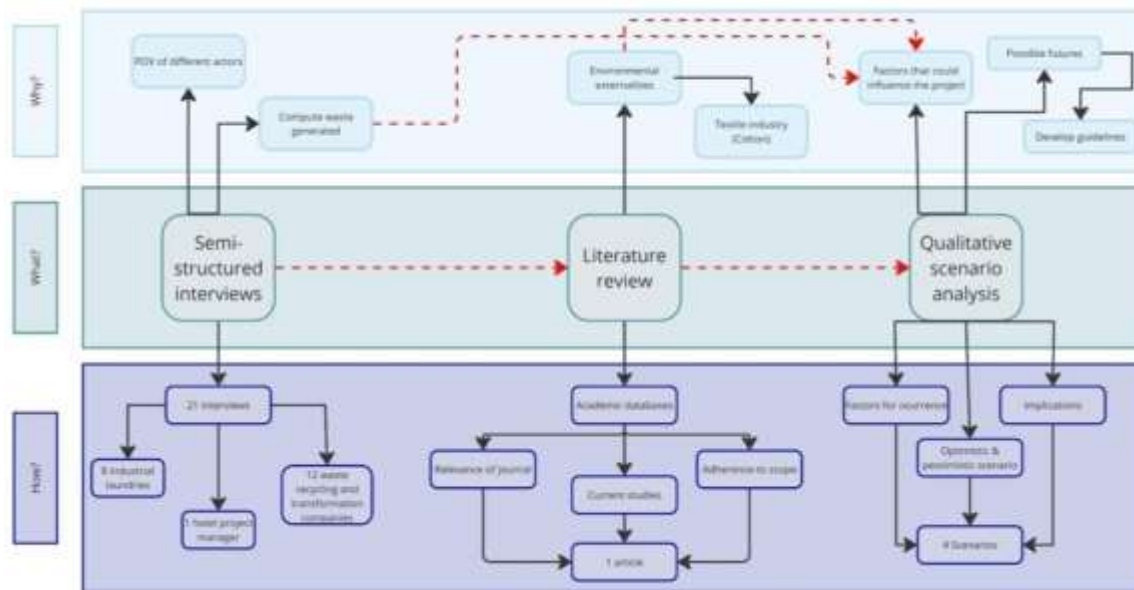 Why?
POV of different actors
Compute waste
generated
Environmental
externalities
Textile industry
(Cotton)
Factors that could
influence the project
Possible futures
Develop guidelines
What?
Semi-
structured
interviews
Literature
review
Qualitative
scenario
analysis
How?
21 interviews
8 industrial
laundries
1 hotel project
manager
12 waste
recycling and
transformation
companies
Academic databases
Relevance of journal
Current studies
Adherence to scope
1 article
Factors for ocurrence
Optimistic &
pessimistic scenario
Implications
4 Scenarios